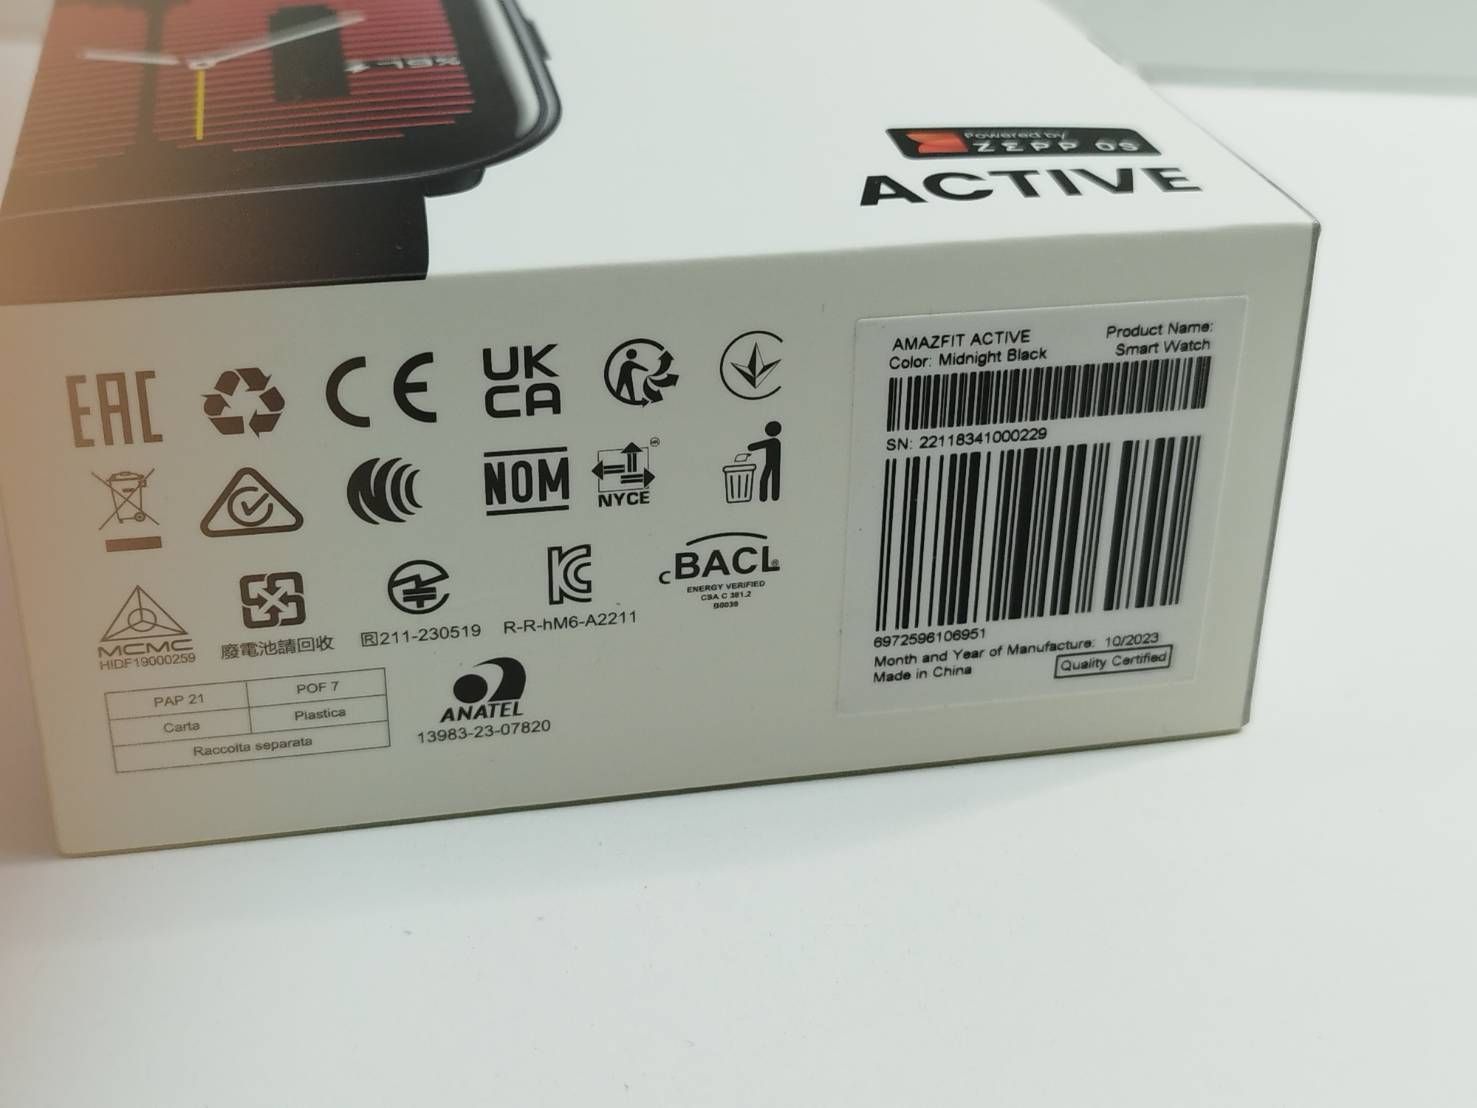 Powered by
ZEPP OS
ACTIVE
EAC
CE
UK
CA
NOM
NYCE
MCMC
HIDF19000259
廢電池請回收
R211-230519
R-R-hM6-A2211
cBACL®
ENERGY VERIFIED
CSA C 381.2
PAP 21
POF 7
Carta
Plastica
Raccolta separata
ANATEL
13983-23-07820
AMAZFIT ACTIVE
Color: Midnight Black
Product Name:
Smart Watch
SN: 22118341000229
6972596106951
Month and Year of Manufacture: 10/2023
Made in China
Quality Certified